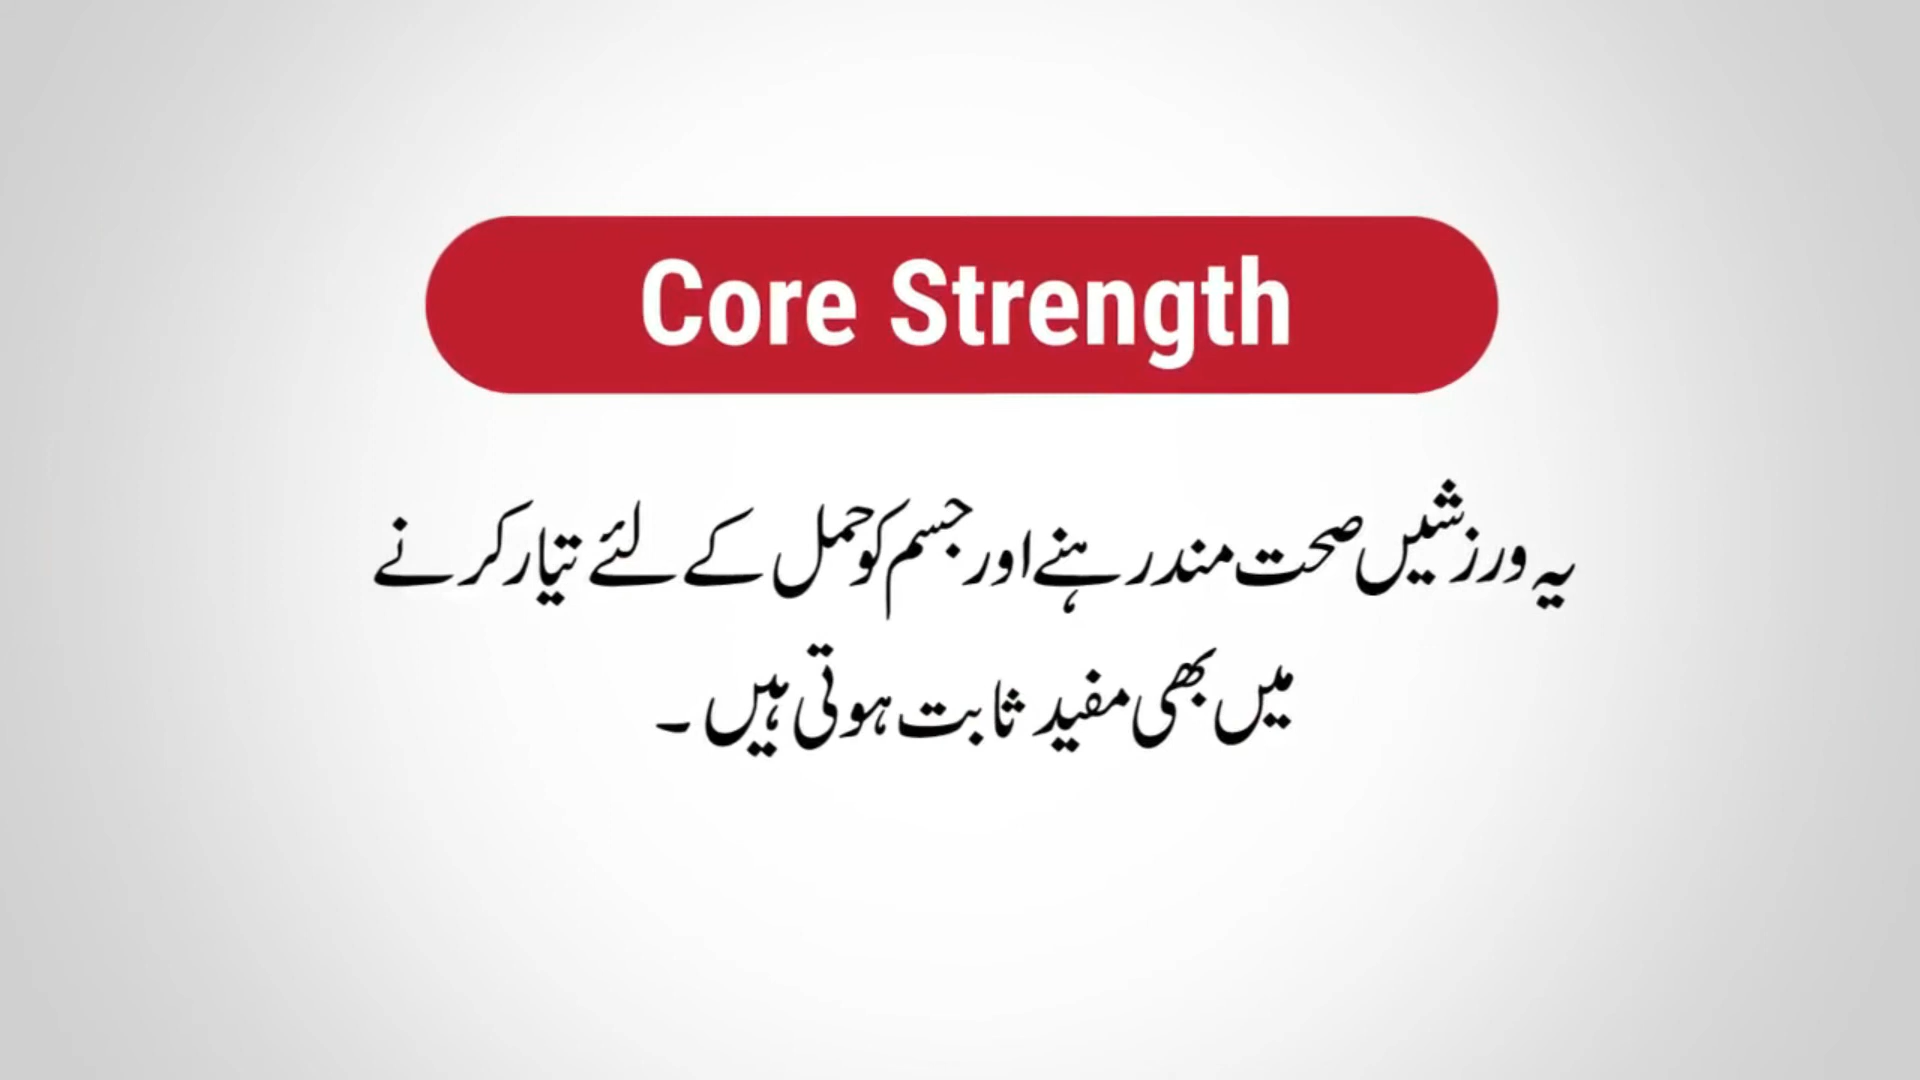 Core Strength
یہ ورزشیں صحت مند رہنے اور جسم کو حمل کے لئے تیار کرنے
میں بھی مفید ثابت ہوتی ہیں ۔